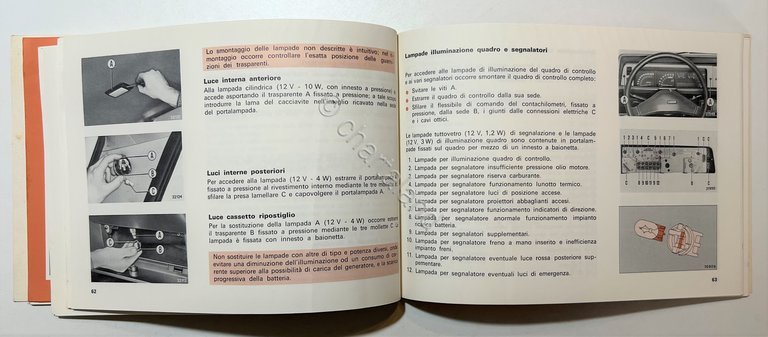 Lo smontaggio delle lampade non descritte è intuitivo, nel
montaggio occorre controllare l'esatta posizione della guarni-
zioni dei trasparenti.
Luce interna anteriore
Alla lampada cilindrica (12 V - 10 W, con innesto a pressione) si
accede asportando il trasparente A fissato a pressione; a tale scopo
introdurre la lama del cacciavite nell'invito ricavato nella sede
del portalampada.
Luci interne posteriori
Per accedere alla lampada (12 V - 4 W) estrarre il portalampada
fissato a pressione al rivestimento interno mediante le tre mollette
sfilare la presa lamellare C e capovolgere il portalampada.
Luce cassetto ripostiglio
Per la sostituzione della lampada A (12 V - 4 W) occorre estrarre
il trasparente B fissato a pressione mediante le tre mollette C. La
lampada è fissata con innesto a baionetta.
Non sostituire le lampade con altre di tipo e potenza diversi, onde
evitare una diminuzione dell'illuminazione od un consumo di cor-
rente superiore alla possibilità di carica del generatore, e la scarica
progressiva della batteria.
62
Lampade illuminazione quadro e segnalatori
Per accedere alle lampade di illuminazione del quadro di controllo
e ai vari segnalatori occorre smontare il quadro di controllo completo:
Svitare le viti A.
Estrarre il quadro di controllo dalla sua sede.
Sfilare il flessibile di comando del contachilometri, fissato a
pressione, dalla sede B, i giunti delle connessioni elettriche C
e i cavi ottici.
Le lampade tuttovetro (12 V, 1,2 W) di segnalazione e le lampade
(12 V, 3 W) di illuminazione quadro sono contenute in portalam-
pade fissati sul quadro per mezzo di un innesto a baionetta.
1. Lampade per illuminazione quadro di controllo.
2. Lampada per segnalatore insufficiente pressione olio motore.
3. Lampada per segnalatore riserva carburante.
4. Lampada per segnalatore funzionamento lunotto termico.
5. Lampada per segnalatore luci di posizione accese.
6. Lampada per segnalatore proiettori abbaglianti accesi.
7. Lampada per segnalatore funzionamento indicatori di direzione.
8. Lampada per segnalatore anormale funzionamento impianto
ricarica batteria.
9. Lampade per segnalatori supplementari.
10. Lampada per segnalatore freno a mano inserito e inefficienza
impianto freni.
11. Lampada per segnalatore eventuale luce rossa posteriore sup-
pementare.
12. Lampada per segnalatore eventuali luci di emergenza.
63